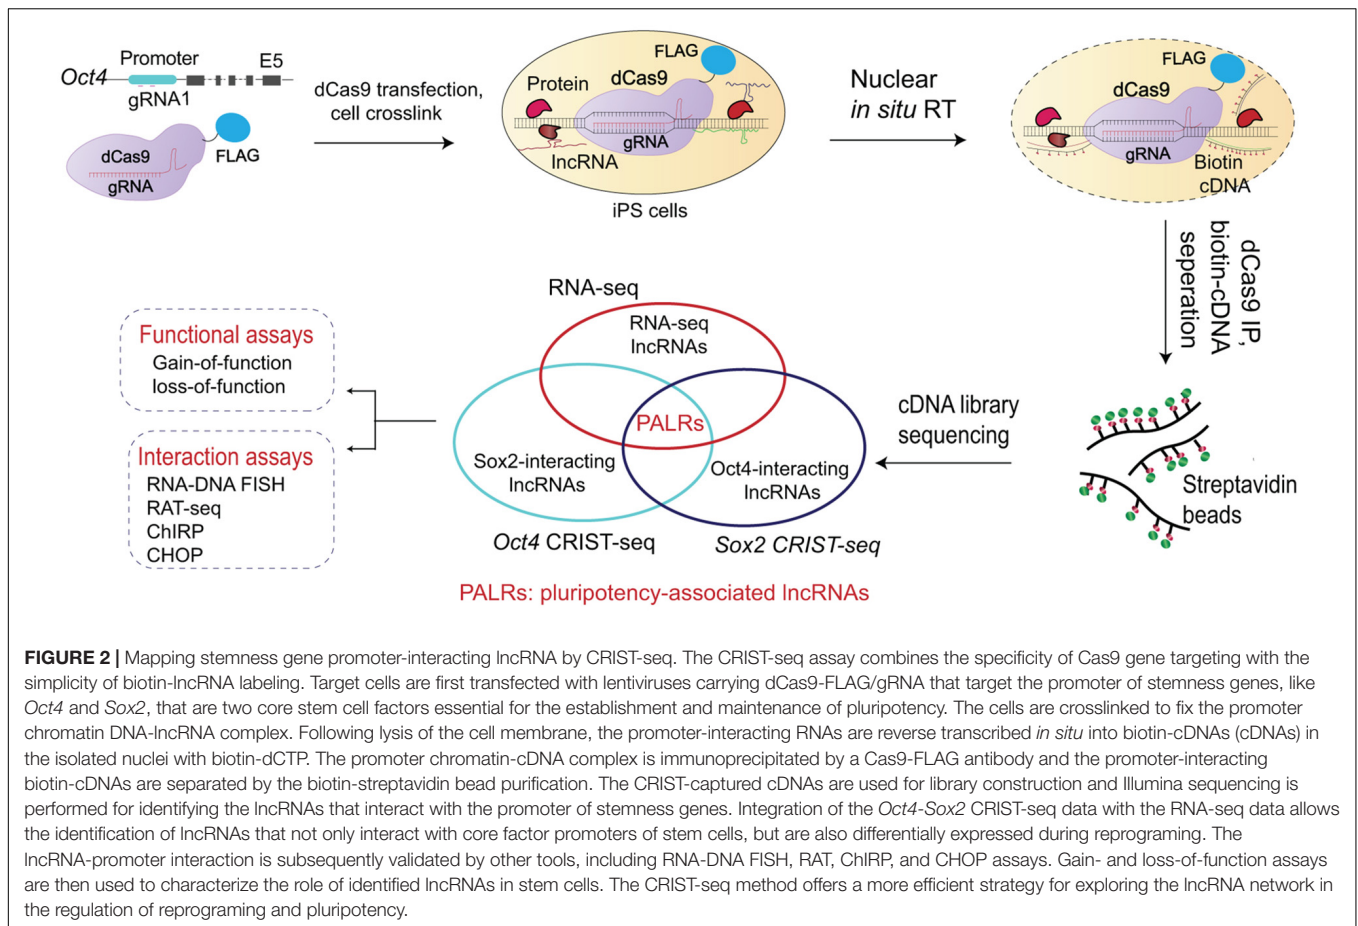 Promoter
E5
Oct4
gRNA1
dCas9
gRNA
FLAG
dCas9 transfection,
cell crosslink
FLAG
dCas9
Protein
gRNA
lncRNA
iPS cells
Nuclear
in situ RT
FLAG
dCas9
gRNA
Biotin
cDNA
dCas9 IP,
biotin-cDNA
seperation
Streptavidin
beads
cDNA library
sequencing
RNA-seq
RNA-seq
lncRNAs
PALRs
Sox2-interacting
lncRNAs
Oct4-interacting
lncRNAs
Oct4 CRIST-seq
Sox2 CRIST-seq
PALRs: pluripotency-associated lncRNAs
Functional assays
Gain-of-function
loss-of-function
Interaction assays
RNA-DNA FISH
RAT-seq
ChIRP
CHOP
FIGURE 2 | Mapping stemness gene promoter-interacting lncRNA by CRIST-seq. The CRIST-seq assay combines the specificity of Cas9 gene targeting with the
simplicity of biotin-lncRNA labeling. Target cells are first transfected with lentiviruses carrying dCas9-FLAG/gRNA that target the promoter of stemness genes, like
Oct4 and Sox2, that are two core stem cell factors essential for the establishment and maintenance of pluripotency. The cells are crosslinked to fix the promoter
chromatin DNA-lncRNA complex. Following lysis of the cell membrane, the promoter-interacting RNAs are reverse transcribed in situ into biotin-cDNAs (cDNAs) in
the isolated nuclei with biotin-dCTP. The promoter chromatin-cDNA complex is immunoprecipitated by a Cas9-FLAG antibody and the promoter-interacting
biotin-cDNAs are separated by the biotin-streptavidin bead purification. The CRIST-captured cDNAs are used for library construction and Illumina sequencing is
performed for identifying the lncRNAs that interact with the promoter of stemness genes. Integration of the Oct4-Sox2 CRIST-seq data with the RNA-seq data allows
the identification of lncRNAs that not only interact with core factor promoters of stem cells, but are also differentially expressed during reprograming. The
lncRNA-promoter interaction is subsequently validated by other tools, including RNA-DNA FISH, RAT, ChIRP, and CHOP assays. Gain- and loss-of-function assays
are then used to characterize the role of identified lncRNAs in stem cells. The CRIST-seq method offers a more efficient strategy for exploring the lncRNA network in
the regulation of reprograming and pluripotency.